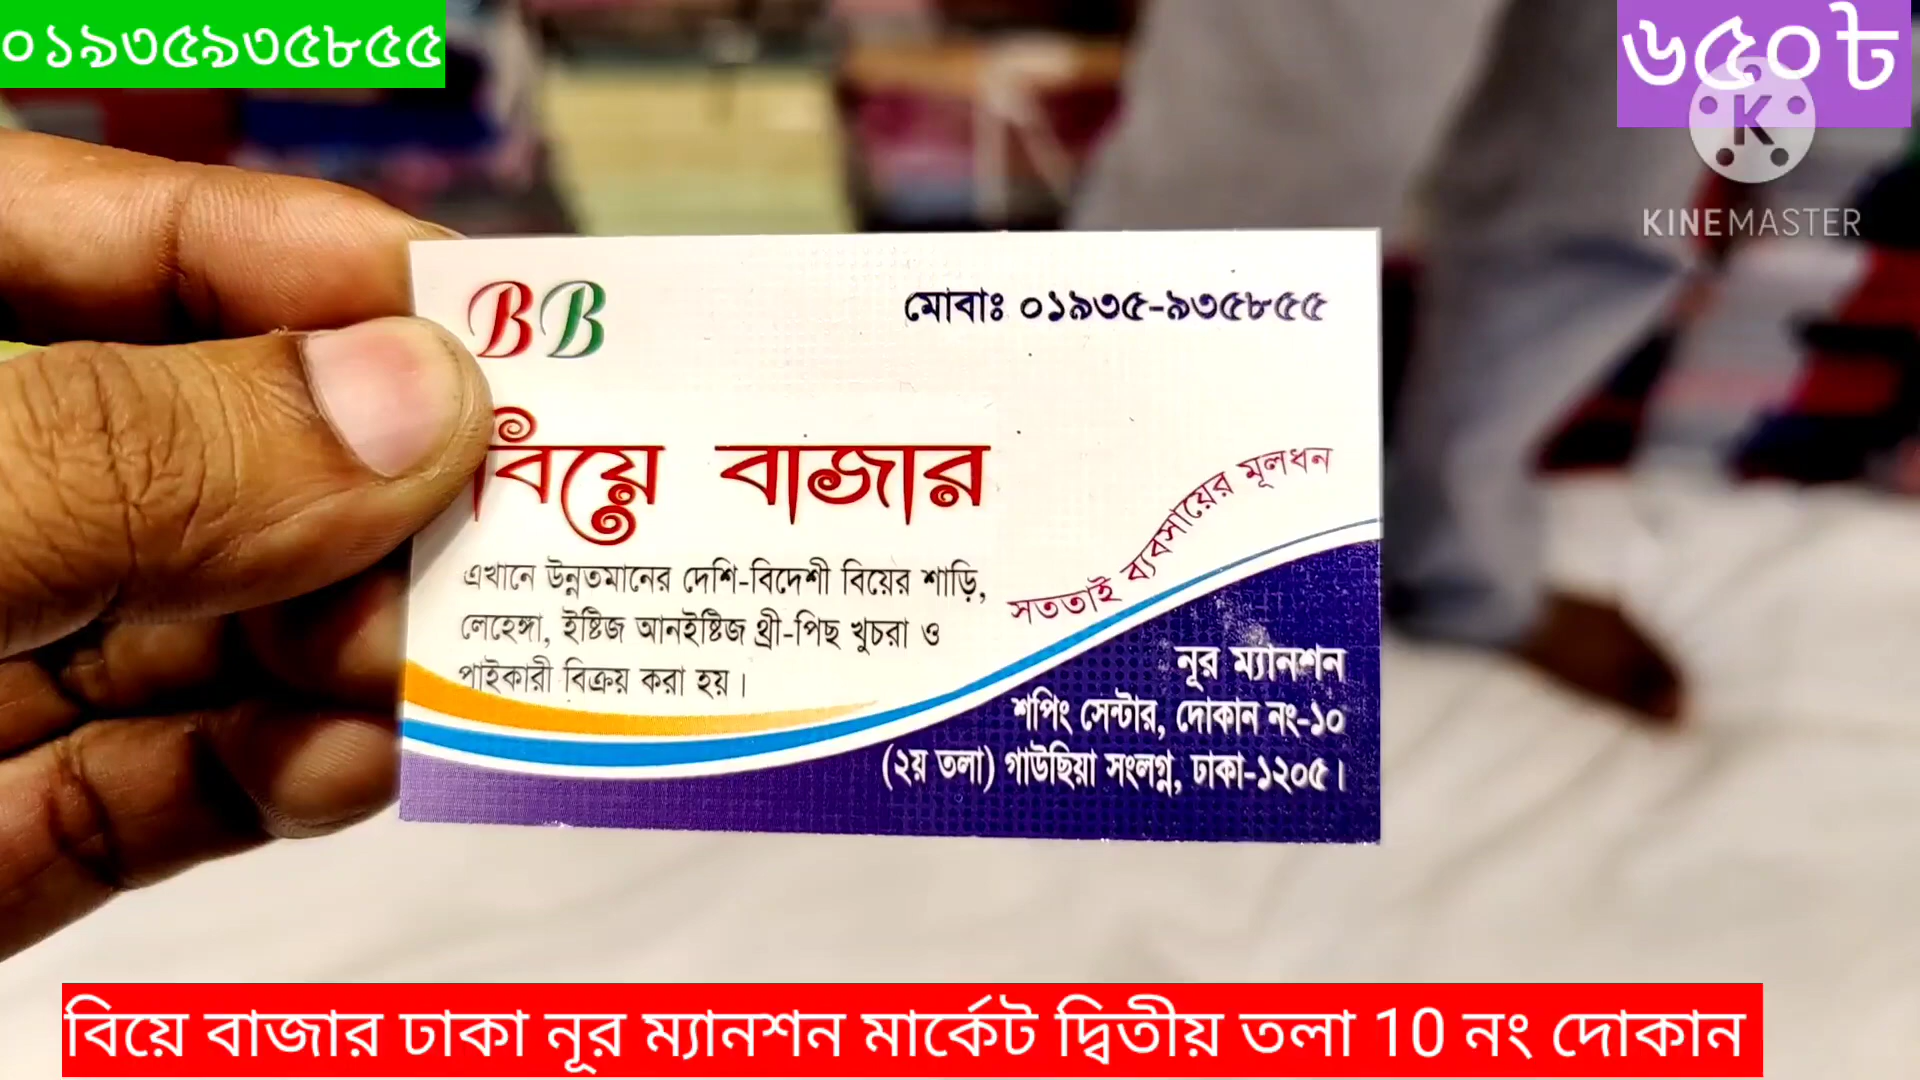 ০১৯৩৫৯৩৫৮৫৫
৬৫০৳
K
KINEMASTER
BB
মোবাঃ ০১৯৩৫-৯৩৫৮৫৫
বিয়ে বাজার
সততাই ব্যবসায়ের মূলধন
এখানে উন্নতমানের দেশি-বিদেশী বিয়ের শাড়ি,
লেহেঙ্গা, ইষ্টিজ আনইষ্টিজ থ্রী-পিছ খুচরা ও
পাইকারী বিক্রয় করা হয়।
নূর ম্যানশন
শপিং সেন্টার, দোকান নং-১০
(২য় তলা) গাউছিয়া সংলগ্ন, ঢাকা-১২০৫।
বিয়ে বাজার ঢাকা নূর ম্যানশন মার্কেট দ্বিতীয় তলা 10 নং দোকান